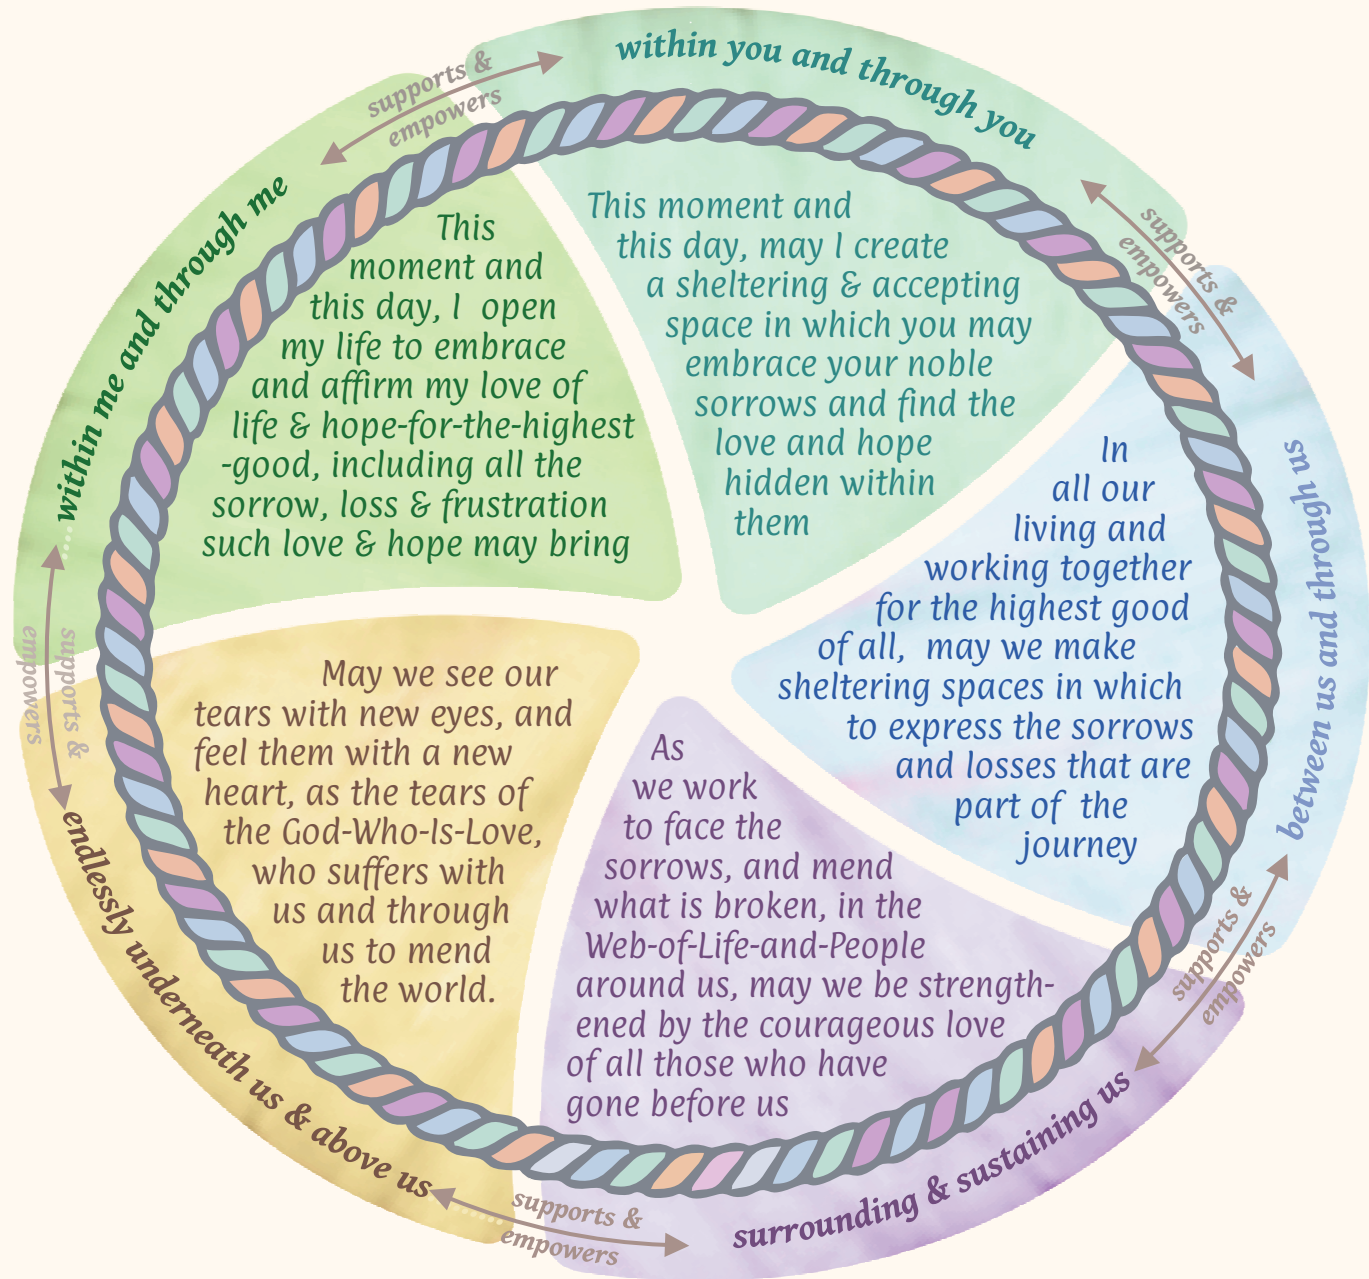 within me and through me
This
moment and
this day, I open
my life to embrace
and affirm my love of
life & hope-for-the-highest
-good, including all the
sorrow, loss & frustration
such love & hope may bring
supports &
empowers
within you and through you
This moment and
this day, may I create
a sheltering & accepting
space in which you may
embrace your noble
sorrows and find the
love and hope
hidden within
them
supports &
empowers
between us and through us
In
all our
living and
working together
for the highest good
of all, may we make
sheltering spaces in which
to express the sorrows
and losses that are
part of the
journey
supports &
empowers
surrounding & sustaining us
As
we work
to face the
sorrows, and mend
what is broken, in the
Web-of-Life-and-People
around us, may we be strength-
ened by the courageous love
of all those who have
gone before us
supports &
empowers
endlessly underneath us & above us
May we see our
tears with new eyes, and
feel them with a new
heart, as the tears of
the God-Who-Is-Love,
who suffers with
us and through
us to mend
the world.
supports &
empowers